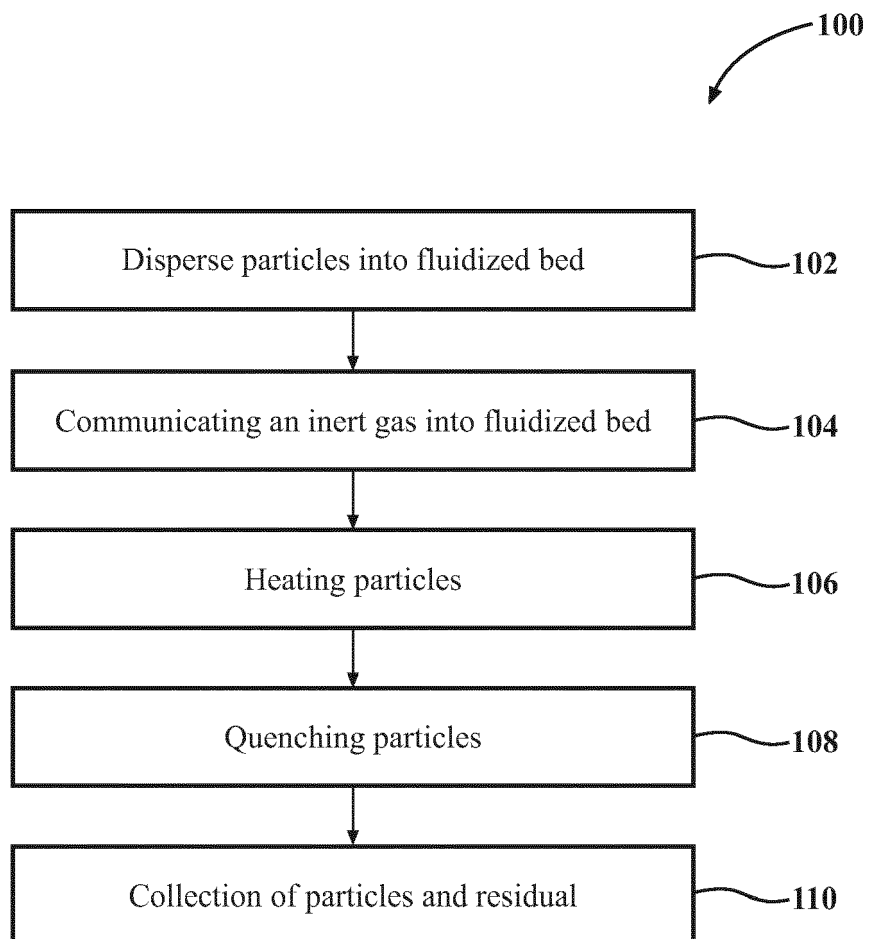 100
Disperse particles into fluidized bed
102
Communicating an inert gas into fluidized bed
104
Heating particles
106
Quenching particles
108
Collection of particles and residual
110